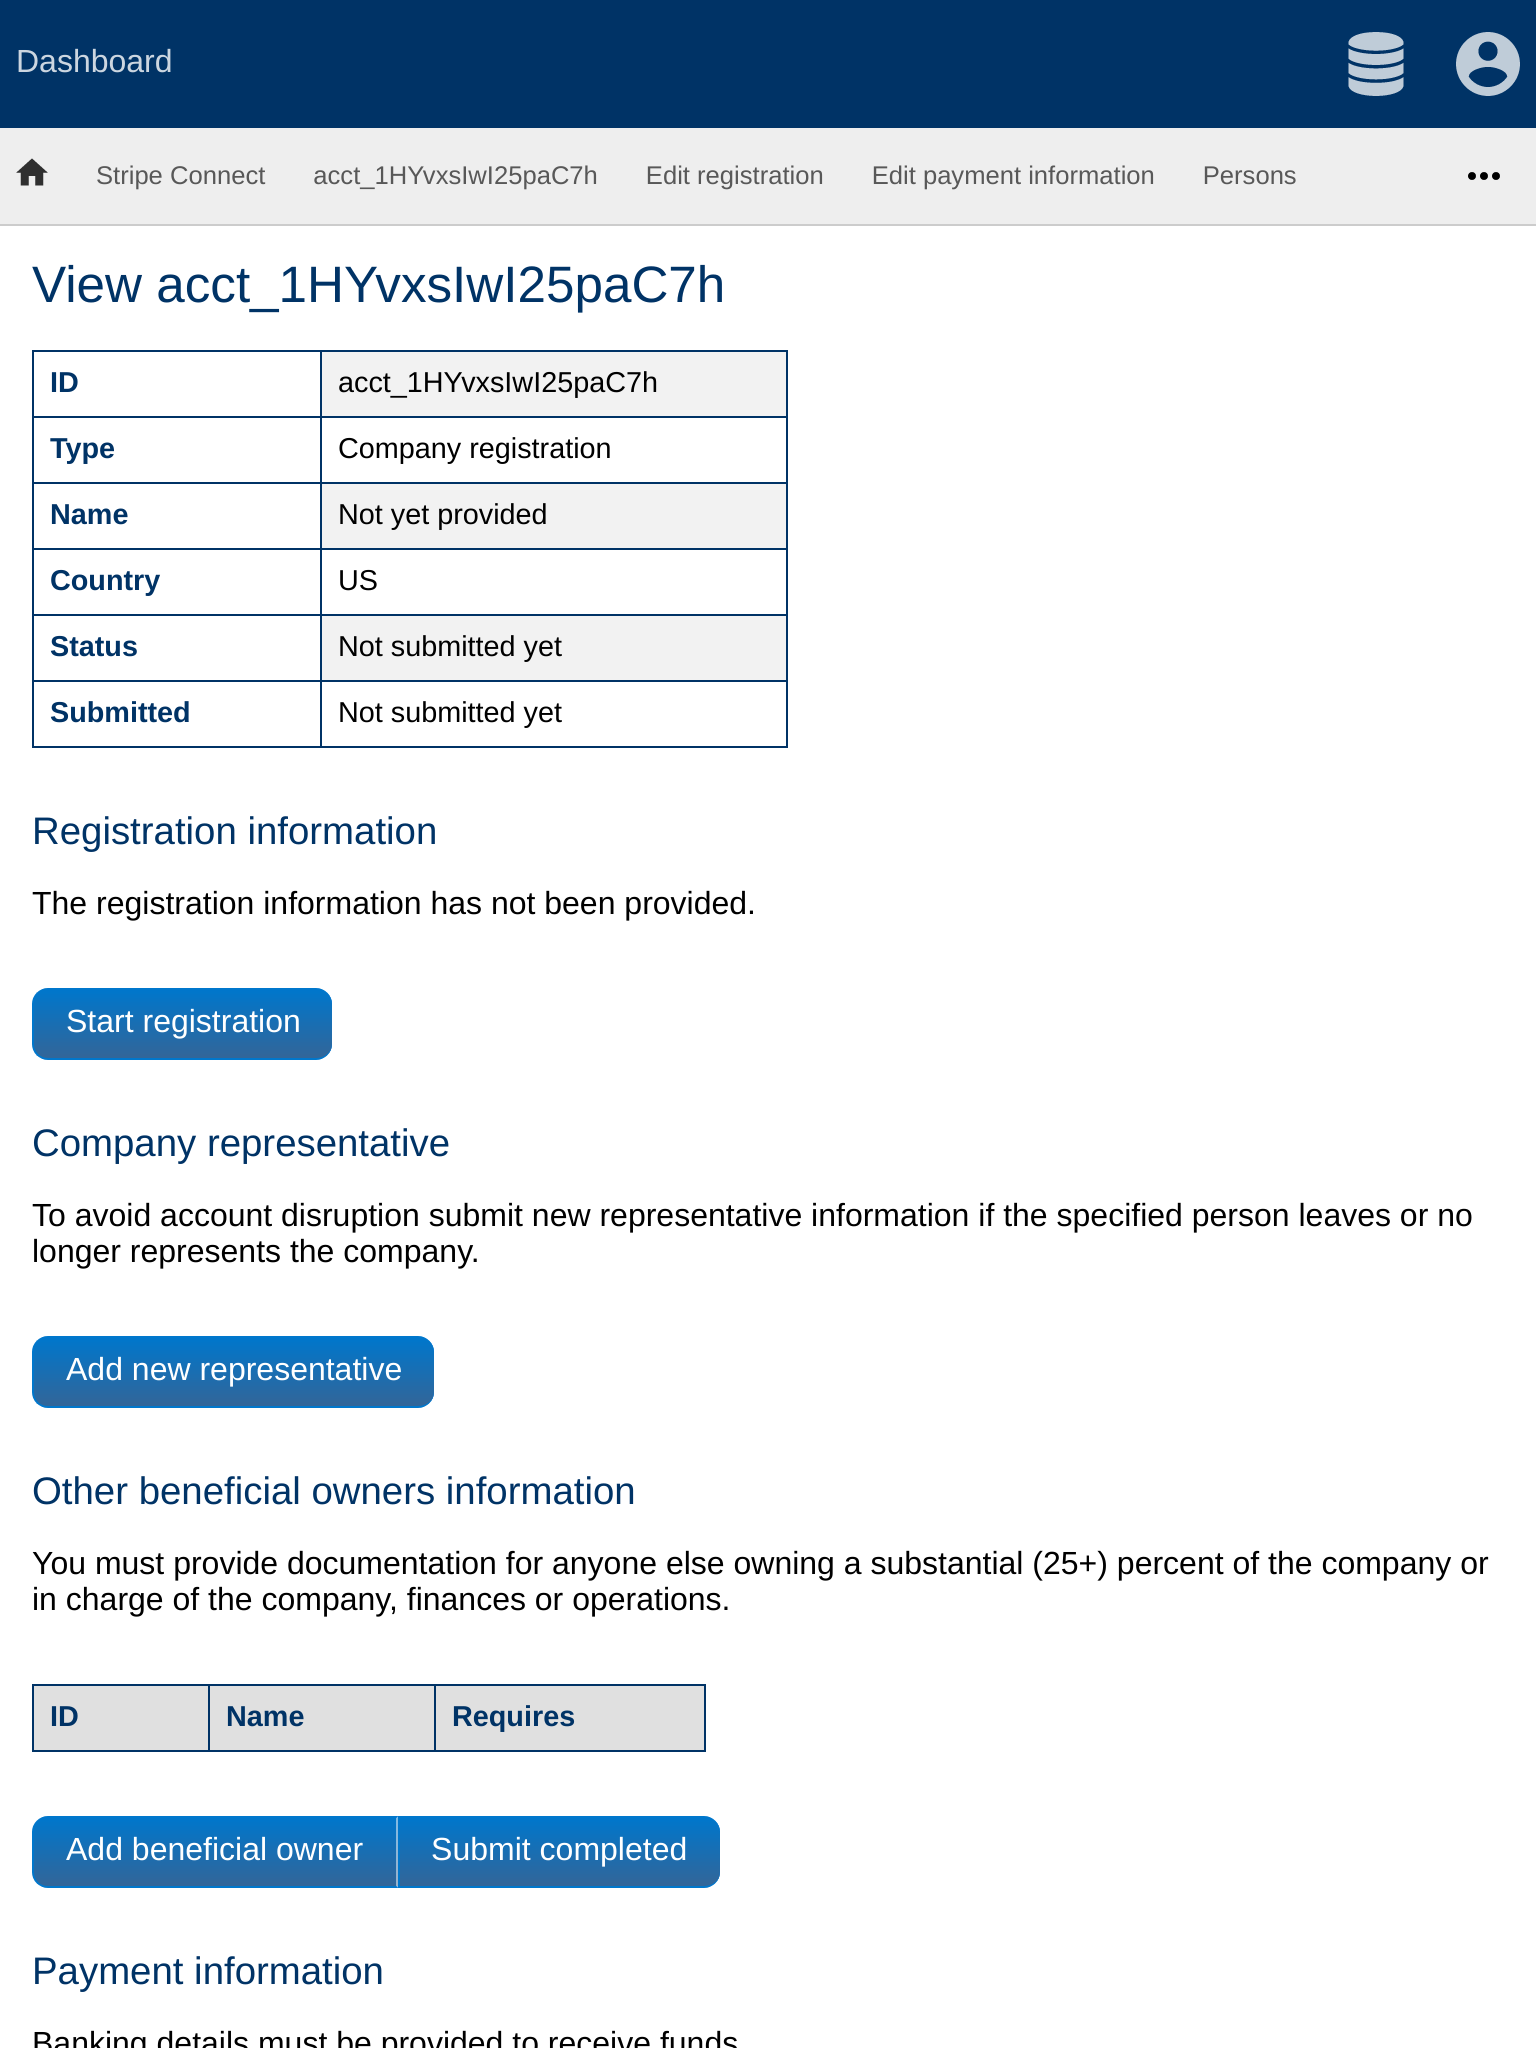 Dashboard
Stripe Connect acct_1HYvxsIwI25paC7h Edit registration Edit payment information Persons
View acct_1HYvxsIwI25paC7h
ID acct_1HYvxsIwI25paC7h
Type Company registration
Name Not yet provided
Country US
Status Not submitted yet
Submitted Not submitted yet
Registration information
The registration information has not been provided.
Start registration
Company representative
To avoid account disruption submit new representative information if the specified person leaves or no
longer represents the company.
Add new representative
Other beneficial owners information
You must provide documentation for anyone else owning a substantial (25+) percent of the company or
in charge of the company, finances or operations.
ID Name Requires
Add beneficial owner Submit completed
Payment information
Banking details must be provided to receive funds.